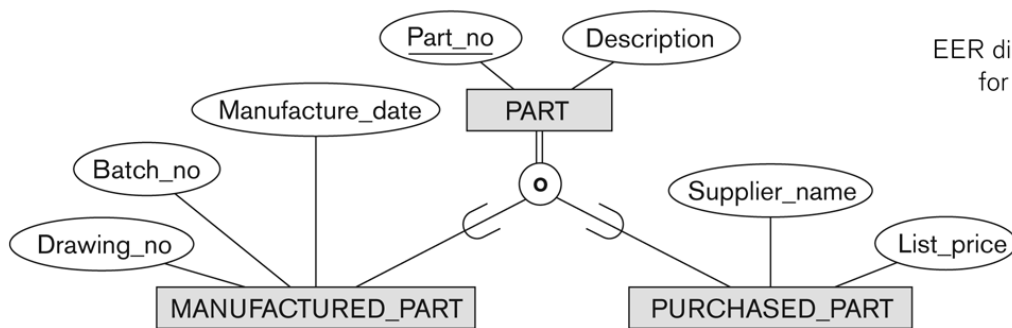 Part_no
Description
EER di
for
Manufacture_date
PART
Batch_no
o
Supplier_name
Drawing_no
List_price
MANUFACTURED_PART
PURCHASED_PART